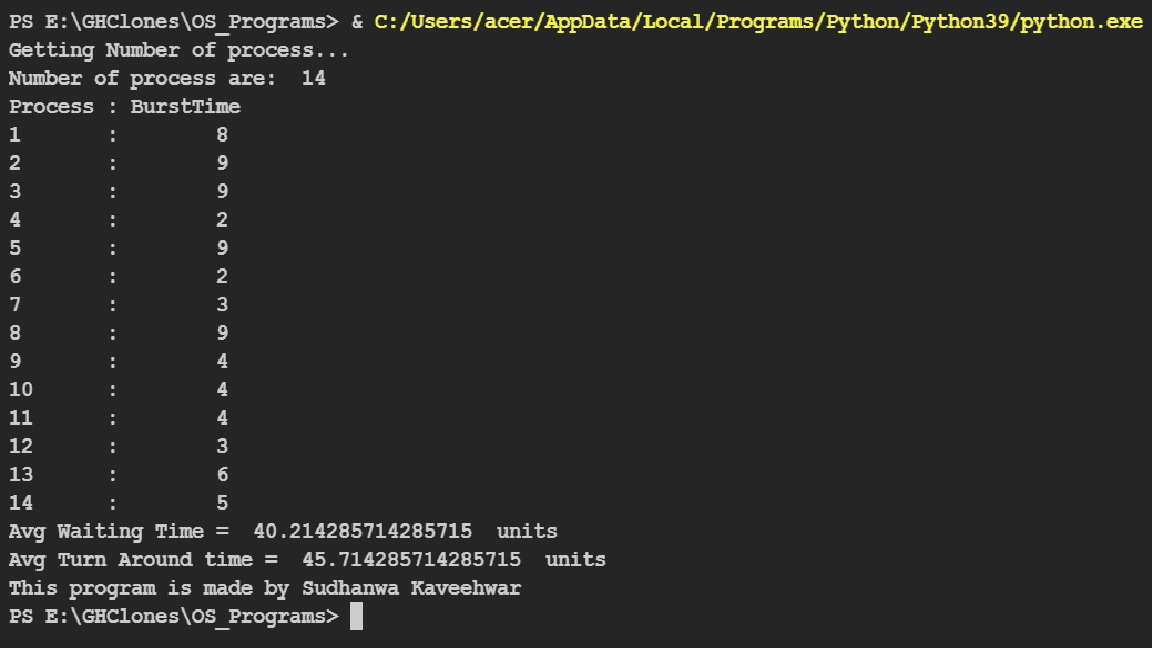 PS E:\GHClones\OS_Programs> & C:/Users/acer/AppData/Local/Programs/Python/Python39/python.exe
Getting Number of process...
Number of process are:  14
Process : BurstTime
1       :        8
2       :        9
3       :        9
4       :        2
5       :        9
6       :        2
7       :        3
8       :        9
9       :        4
10      :        4
11      :        4
12      :        3
13      :        6
14      :        5
Avg Waiting Time =  40.214285714285715  units
Avg Turn Around time =  45.714285714285715  units
This program is made by Sudhanwa Kaveehwar
PS E:\GHClones\OS_Programs>